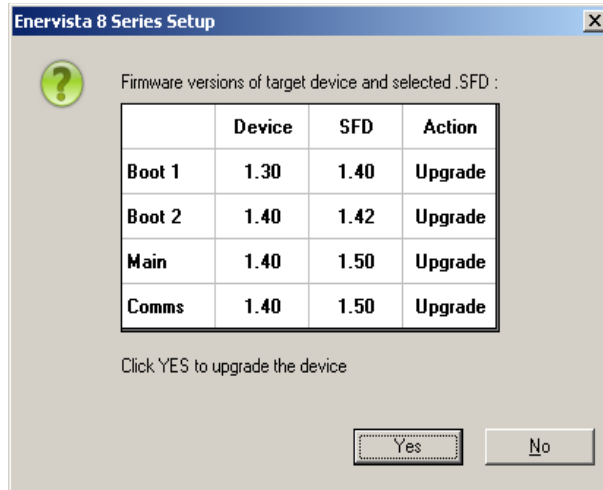 Enervista 8 Series Setup
Firmware versions of target device and selected .SFD :
Device SFD Action
Boot 1 1.30 1.40 Upgrade
Boot 2 1.40 1.42 Upgrade
Main 1.40 1.50 Upgrade
Comms 1.40 1.50 Upgrade
Click YES to upgrade the device
Yes No